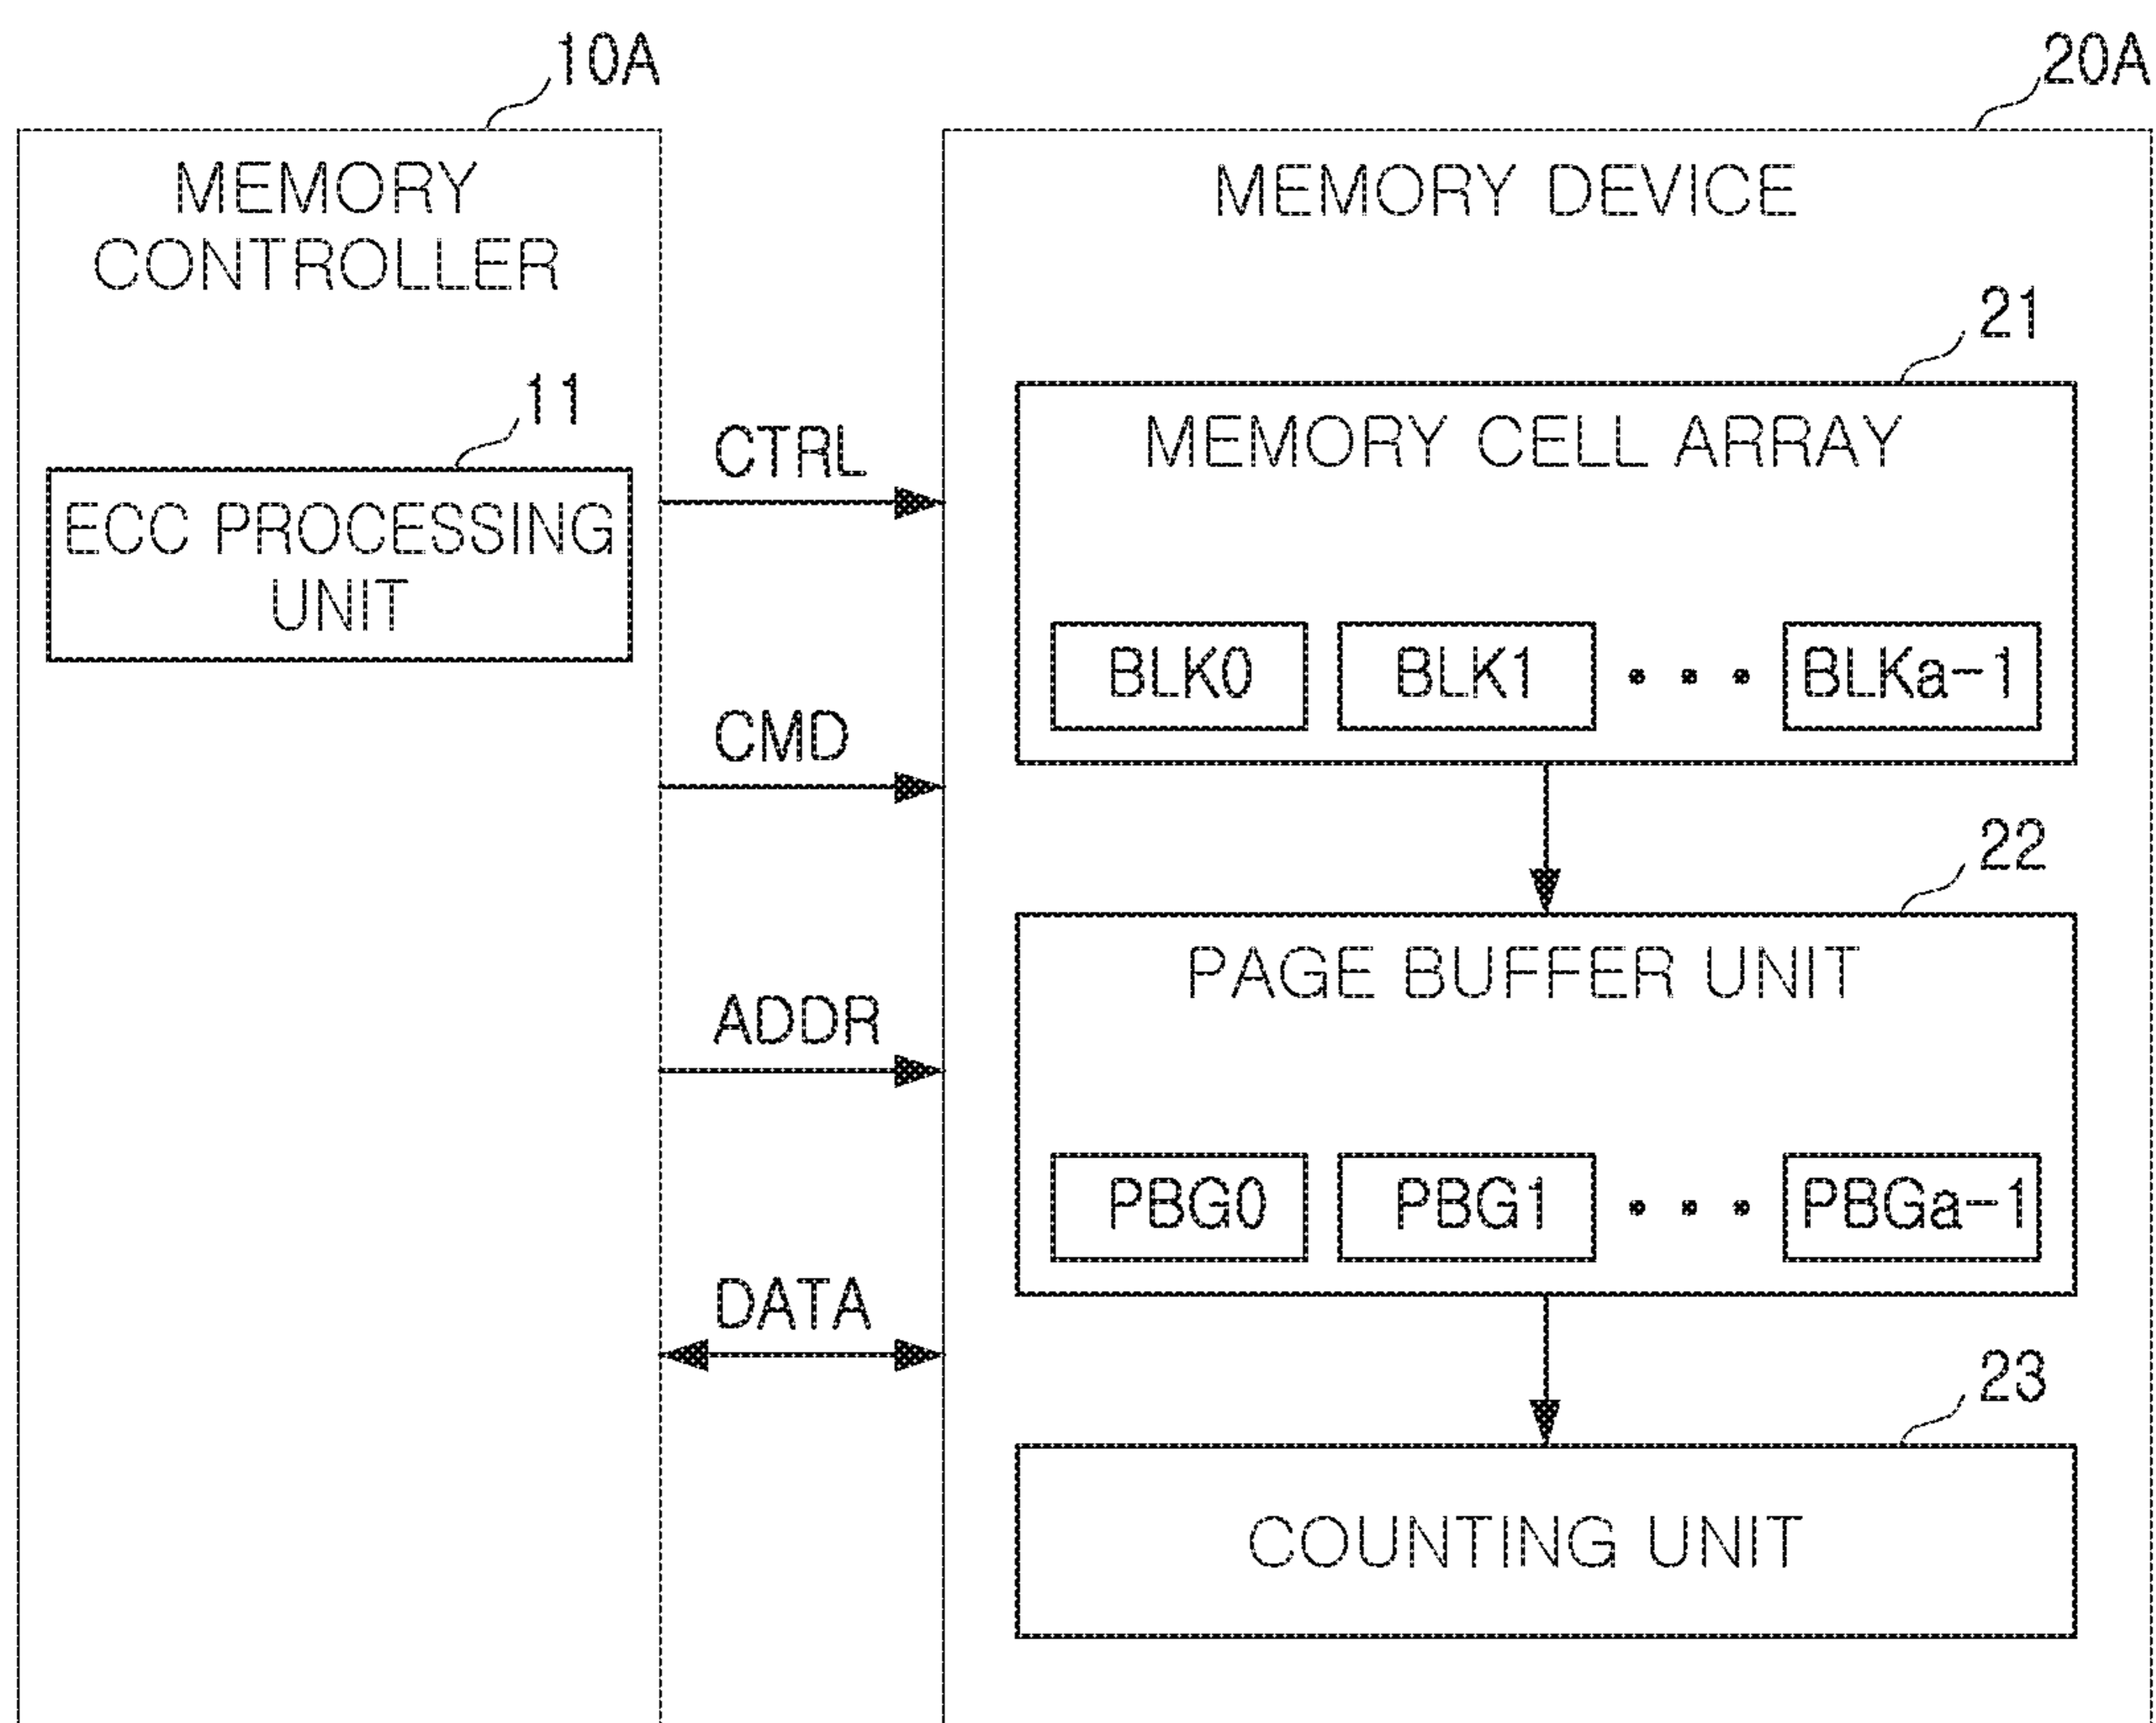 10A
20A
MEMORY
CONTROLLER
MEMORY DEVICE
11
ECC PROCESSING
UNIT
CTRL
CMD
ADDR
DATA
21
MEMORY CELL ARRAY
BLK0 BLK1 • • • BLKa-1
22
PAGE BUFFER UNIT
PBG0 PBG1 • • • PBGa-1
23
COUNTING UNIT